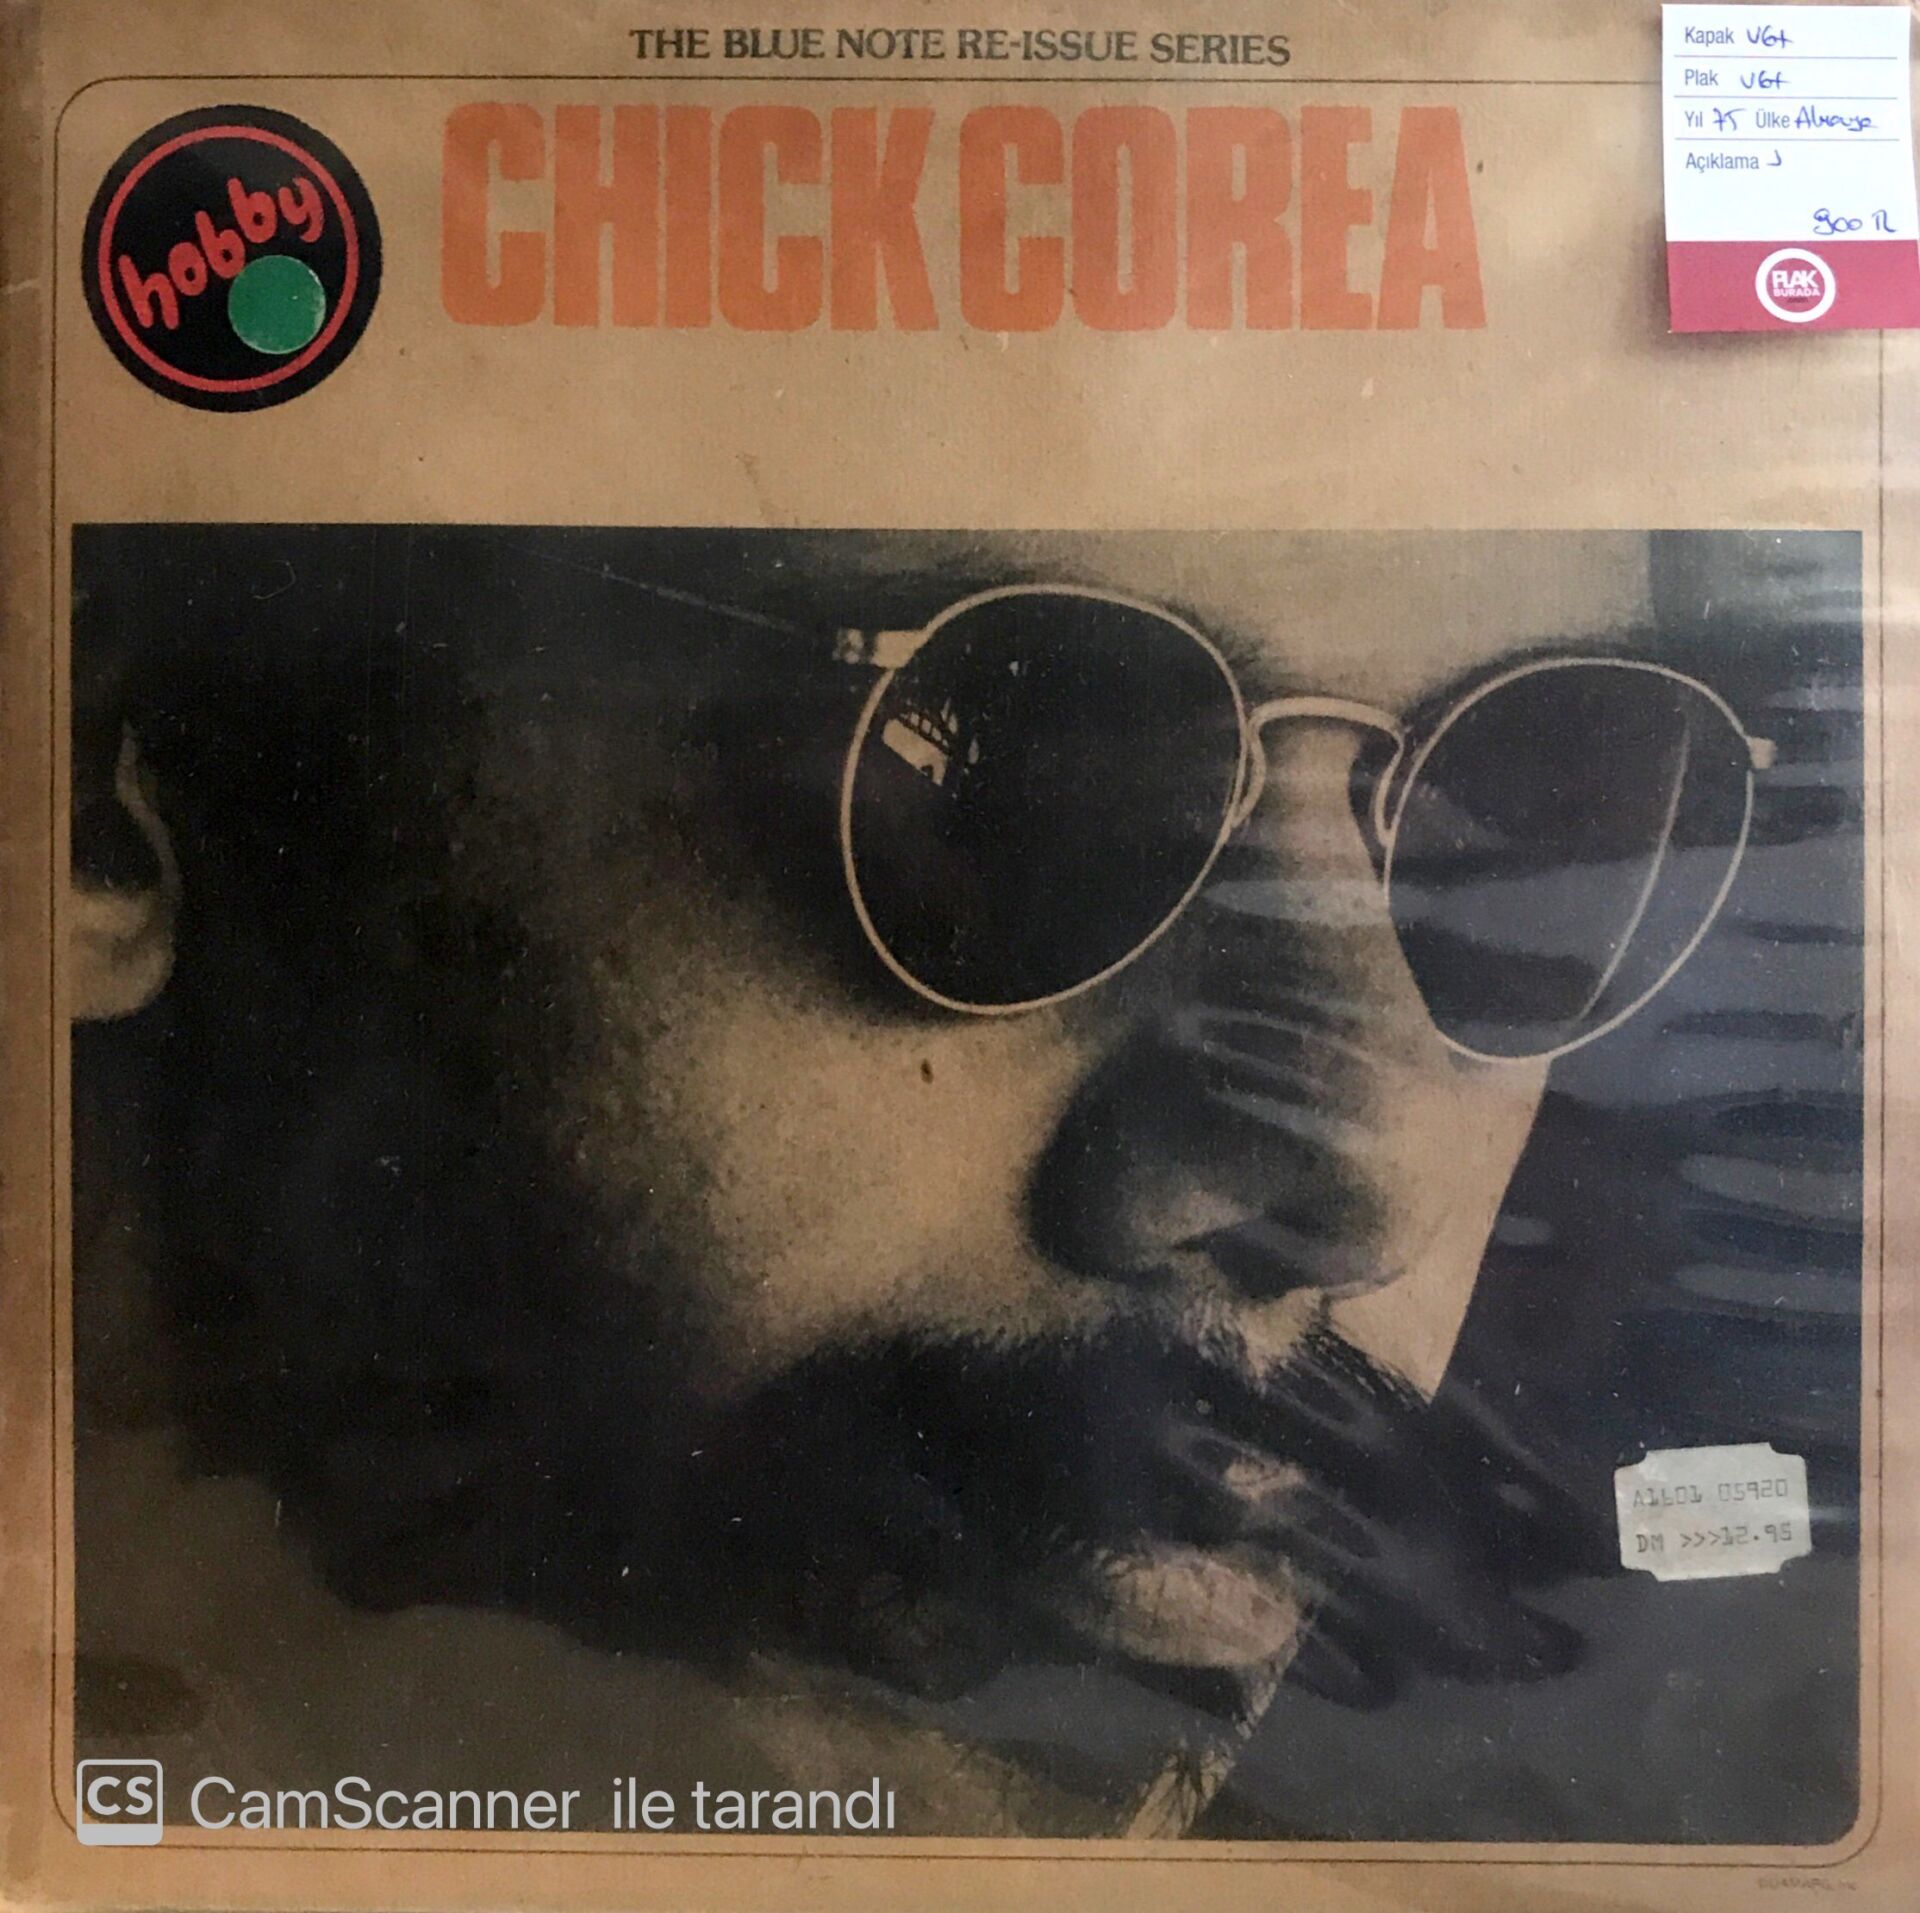 THE BLUE NOTE RE-ISSUE SERIES
Kapak VG+
Plak VG+
Yıl 75 Ülke Almanya
Açıklama J
900 TL
PLAK
BURADA
hobby
CHICK COREA
A1601 05920
DM >>>12.95
CS CamScanner ile tarandı